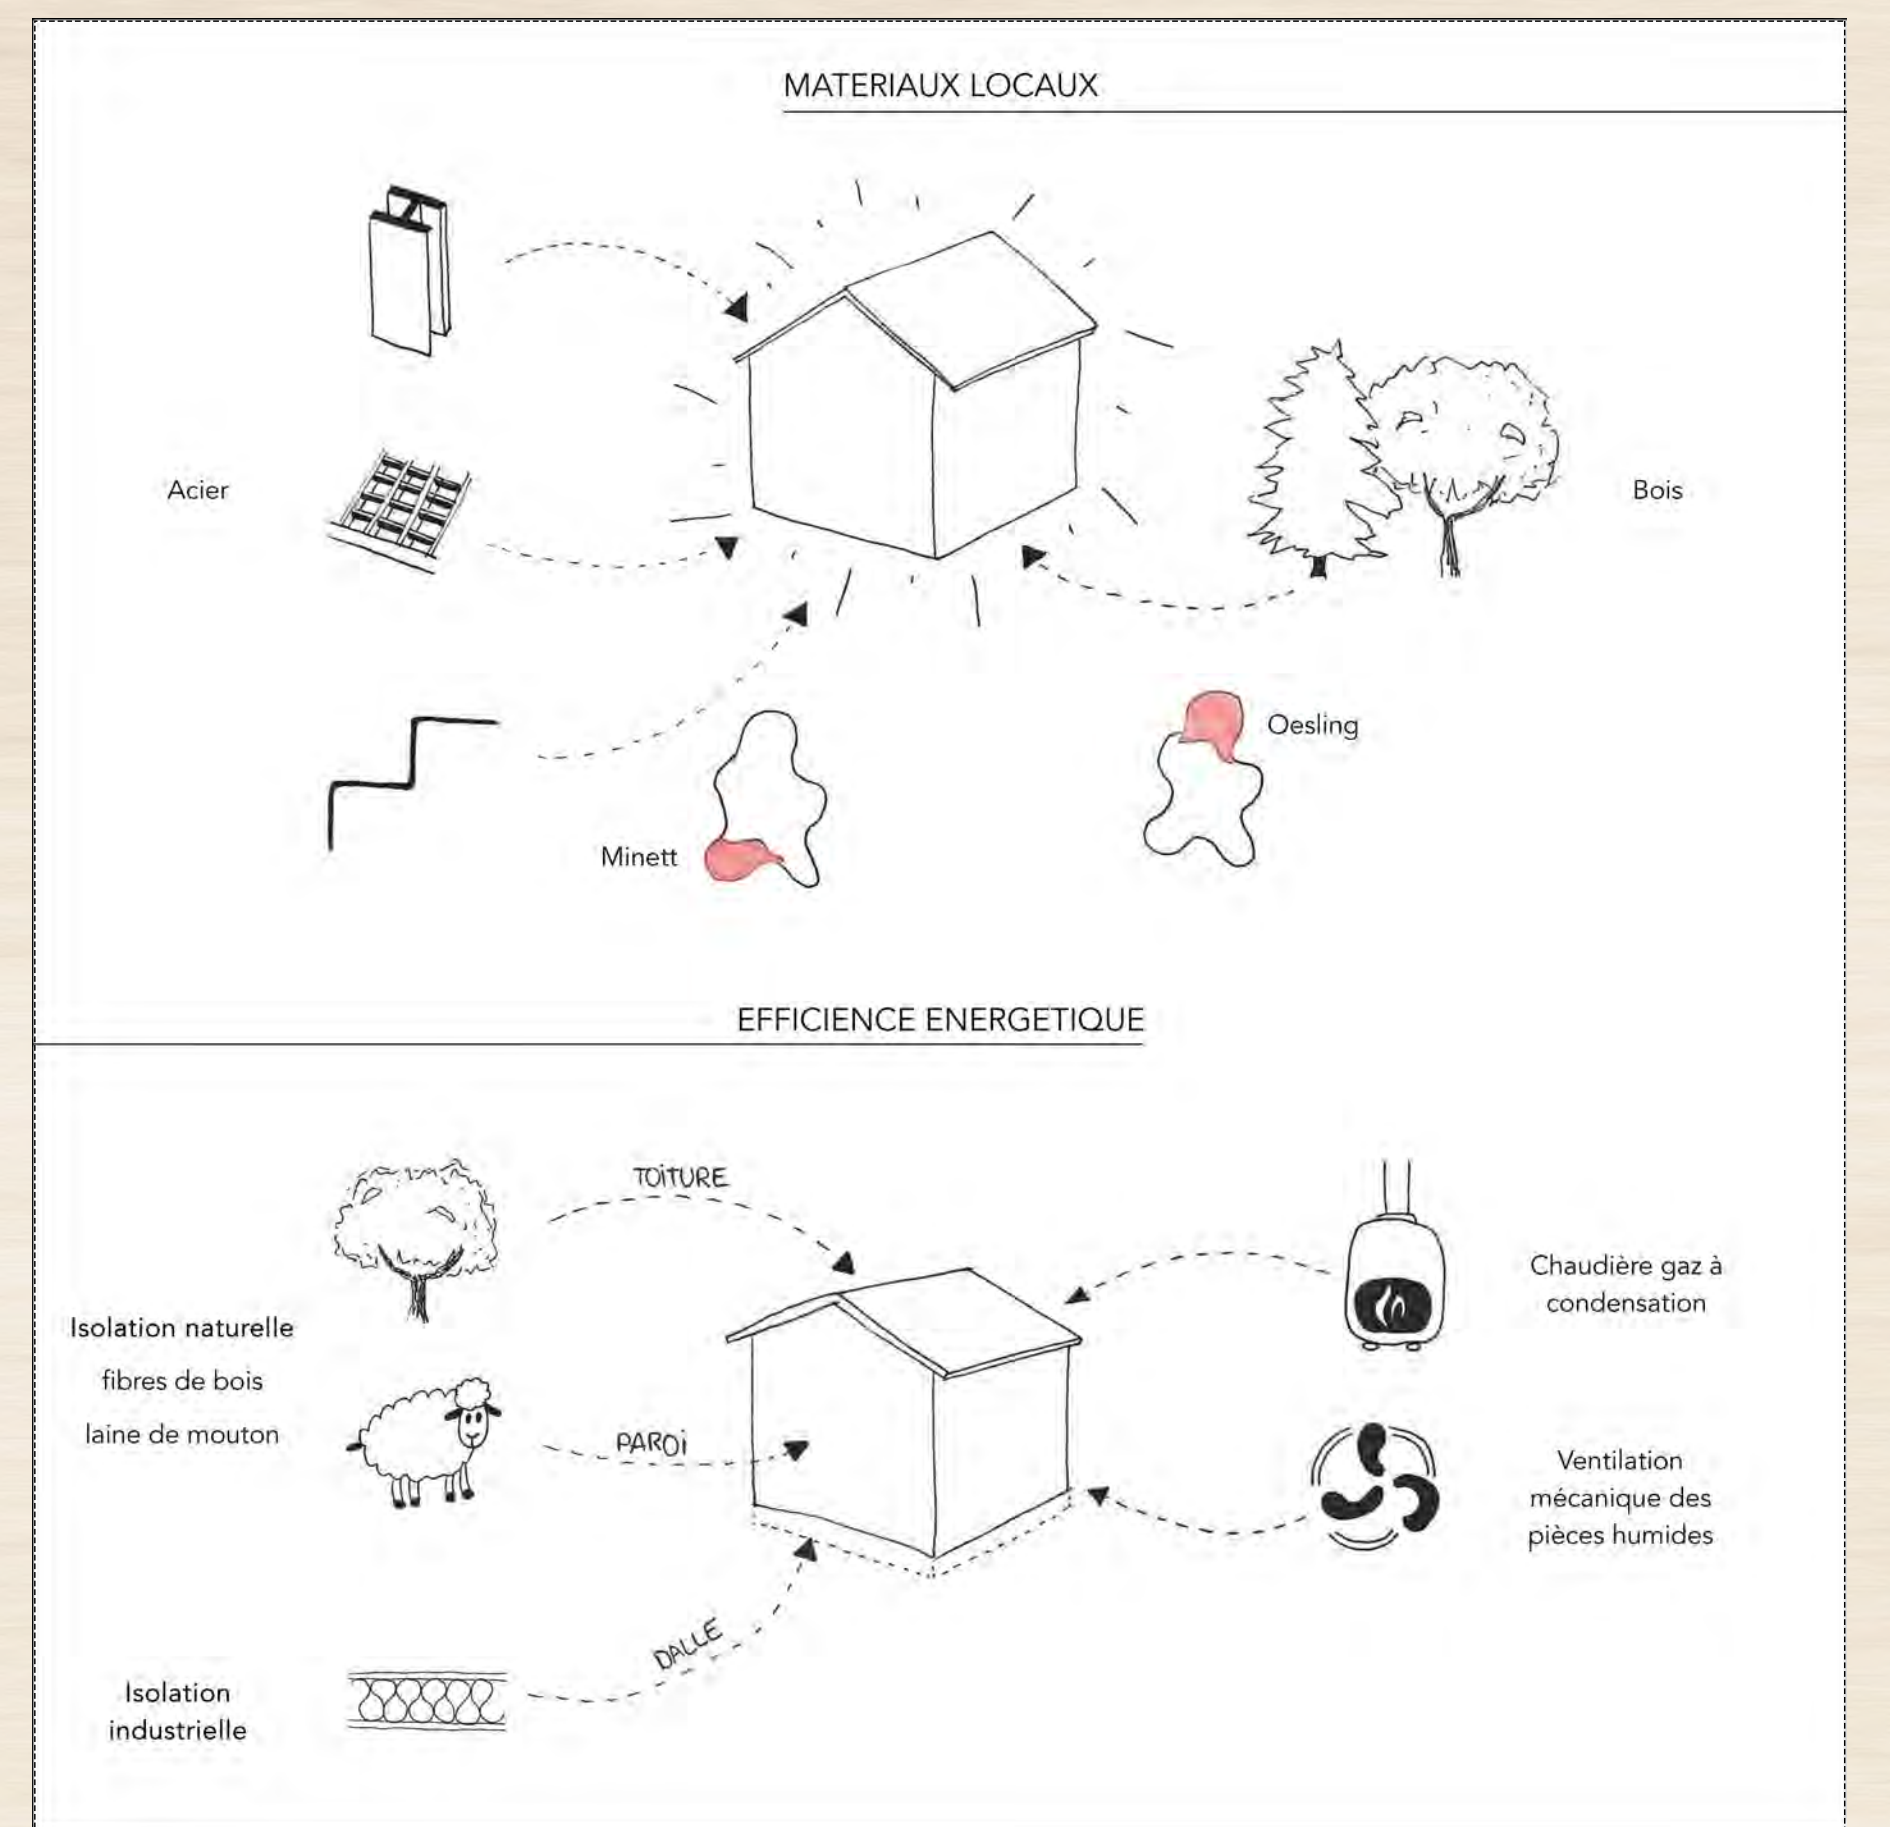 MATERIAUX LOCAUX
Acier
Bois
Oesling
Minett
EFFICIENCE ENERGETIQUE
TOiTURE
Chaudière gaz à
condensation
Isolation naturelle
fibres de bois
laine de mouton
PAROi
Ventilation
mécanique des
pièces humides
DALLE
Isolation
industrielle